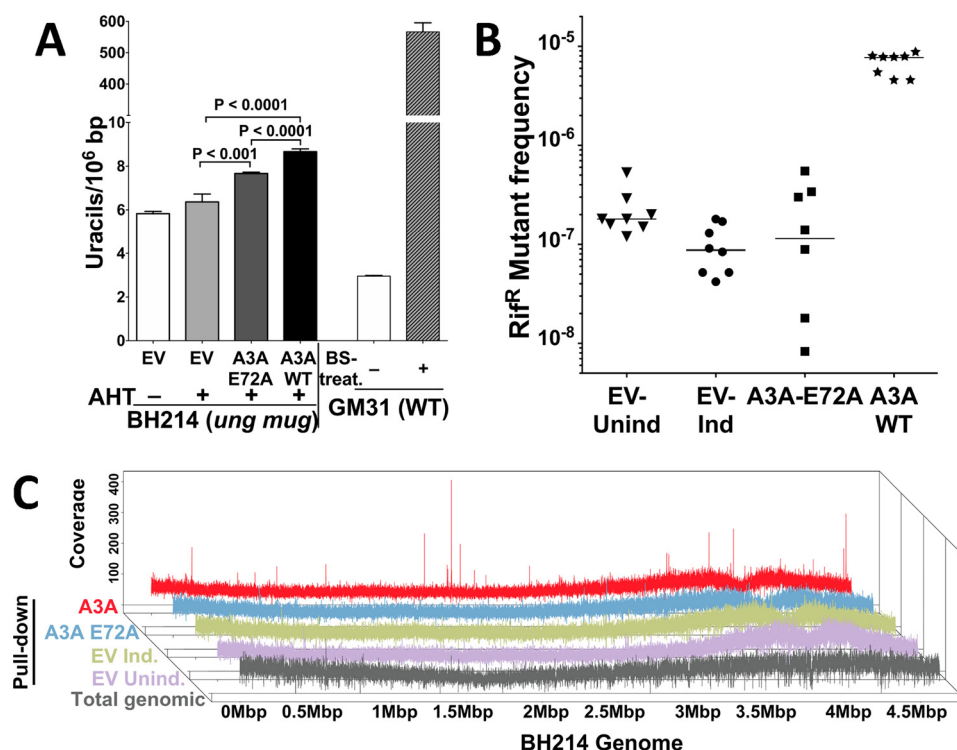 A
Uracils/10⁶ bp
600
500
400
10
8
6
4
2
0
P < 0.0001
P < 0.0001
P < 0.001
EV
EV
A3A
E72A
A3A
WT
BS-
treat.
–
+
AHT
–
+
+
+
BH214 (ung mug)
GM31 (WT)
B
Rifᴿ Mutant frequency
10⁻⁵
10⁻⁶
10⁻⁷
10⁻⁸
EV-
Unind
EV-
Ind
A3A-E72A
A3A
WT
C
Coverage
400
300
200
100
Pull-down
A3A
A3A E72A
EV Ind.
EV Unind.
Total genomic
0Mbp 0.5Mbp 1Mbp 1.5Mbp 2Mbp 2.5Mbp 3Mbp 3.5Mbp 4Mbp 4.5Mbp
BH214 Genome